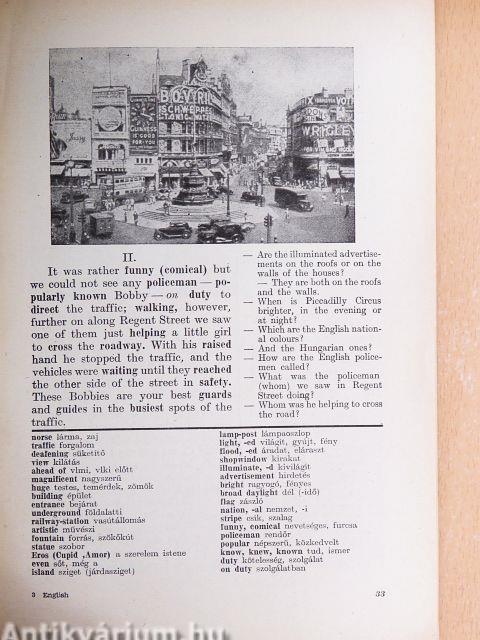 BOVRIL
SCHWEPPES
TONIC WATER
GUINNESS
IS GOOD
FOR YOU
VOT
WRIGLEY
II.
It was rather funny (comical) but
we could not see any policeman — po-
pularly known Bobby — on duty to
direct the traffic; walking, however,
further on along Regent Street we saw
one of them just helping a little girl
to cross the roadway. With his raised
hand he stopped the traffic, and the
vehicles were waiting until they reached
the other side of the street in safety.
These Bobbies are your best guards
and guides in the busiest spots of the
traffic.
— Are the illuminated advertise-
ments on the roofs or on the
walls of the houses?
— They are both on the roofs
and the walls.
— When is Piccadilly Circus
brighter, in the evening or
at night?
— Which are the English nation-
al colours?
— And the Hungarian ones?
— How are the English police-
men called?
— What was the policeman
(whom) we saw in Regent
Street doing?
— Whom was he helping to cross
the road?
norse lárma, zaj
traffic forgalom
deafening süketítő
view kilátás
ahead of vlmi, vlki előtt
magnificent nagyszerű
huge testes, temérdek, zömök
building épület
entrance bejárat
underground földalatti
railway-station vasútállomás
artistic művészi
fountain forrás, szökőkút
statue szobor
Eros (Cupid ,Amor) a szerelem istene
even sőt, még a
island sziget (járdasziget)
lamp-post lámpaoszlop
light, -ed világít, gyújt, fény
flood, -ed áradat, eláraszt
shopwindow kirakat
illuminate, -d kivilágít
advertisement hirdetés
bright ragyogó, fényes
broad daylight dél (-idő)
flag zászló
nation, -al nemzet, -i
stripe csík, szalag
funny, comical nevetséges, furcsa
policeman rendőr
popular népszerű, közkedvelt
know, knew, known tud, ismer
duty kötelesség, szolgálat
on duty szolgálatban
3 English
33
Antikvárium.hu